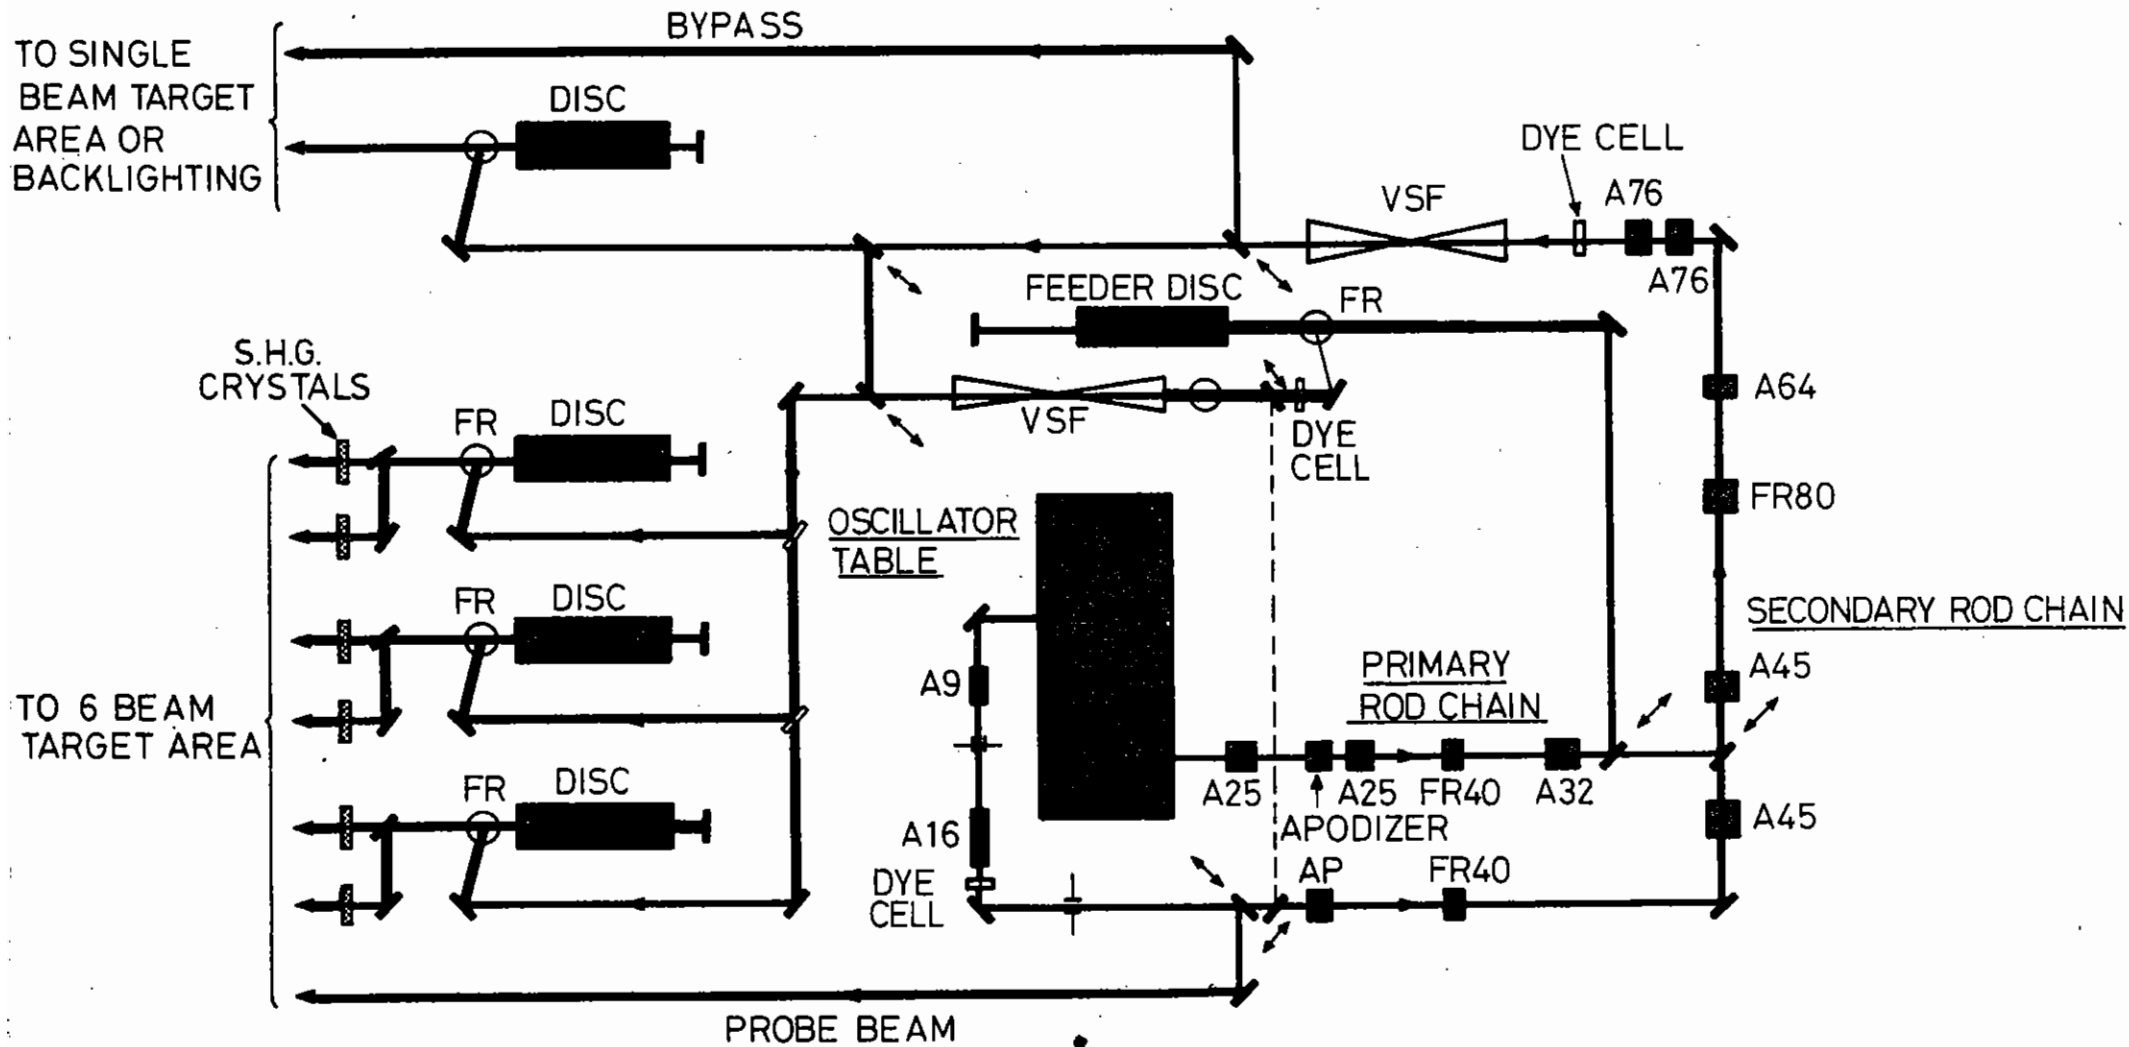 BYPASS
TO SINGLE
BEAM TARGET
AREA OR
BACKLIGHTING
DISC
DYE CELL
VSF
A76
A76
FEEDER DISC
FR
A64
S.H.G.
CRYSTALS
FR
DISC
VSF
DYE
CELL
FR80
OSCILLATOR
TABLE
FR
DISC
SECONDARY ROD CHAIN
A9
PRIMARY
ROD CHAIN
A45
TO 6 BEAM
TARGET AREA
FR
DISC
A25
A25
FR40
A32
A45
APODIZER
A16
DYE
CELL
AP
FR40
PROBE BEAM